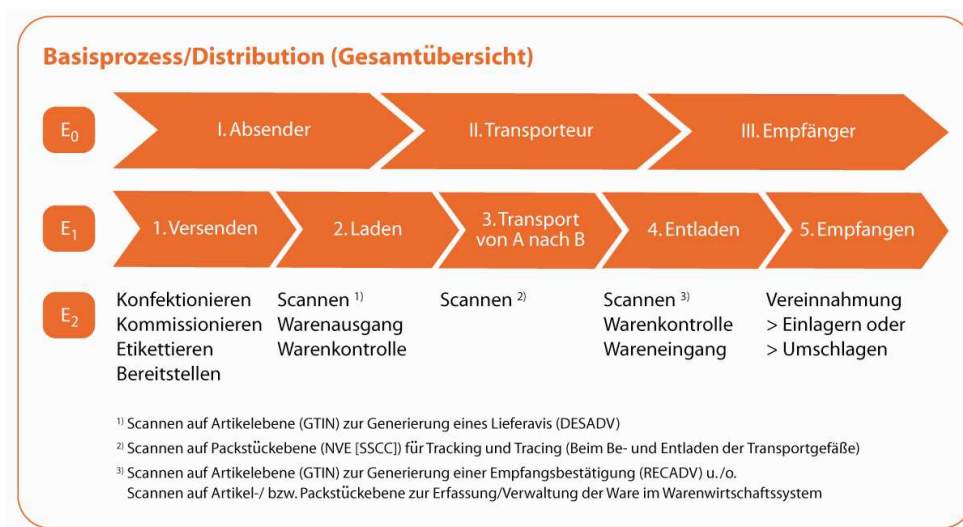 Basisprozess/Distribution (Gesamtübersicht)
E₀
I. Absender
II. Transporteur
III. Empfänger
E₁
1. Versenden
2. Laden
3. Transport
von A nach B
4. Entladen
5. Empfangen
E₂
Konfektionieren
Kommissionieren
Etikettieren
Bereitstellen
Scannen ¹⁾
Warenausgang
Warenkontrolle
Scannen ²⁾
Scannen ³⁾
Warenkontrolle
Wareneingang
Vereinnahmung
> Einlagern oder
> Umschlagen
¹⁾ Scannen auf Artikelebene (GTIN) zur Generierung eines Lieferavis (DESADV)
²⁾ Scannen auf Packstückebene (NVE [SSCC]) für Tracking und Tracing (Beim Be- und Entladen der Transportgefäße)
³⁾ Scannen auf Artikelebene (GTIN) zur Generierung einer Empfangsbestätigung (RECADV) u./o.
Scannen auf Artikel-/ bzw. Packstückebene zur Erfassung/Verwaltung der Ware im Warenwirtschaftssystem